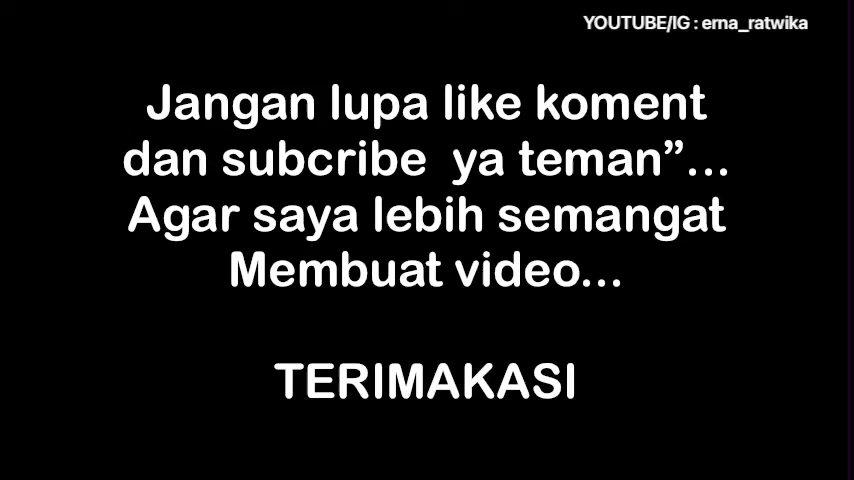 YOUTUBE/IG : erna_ratwika
Jangan lupa like koment
dan subcribe  ya teman”...
Agar saya lebih semangat
Membuat video...
TERIMAKASI